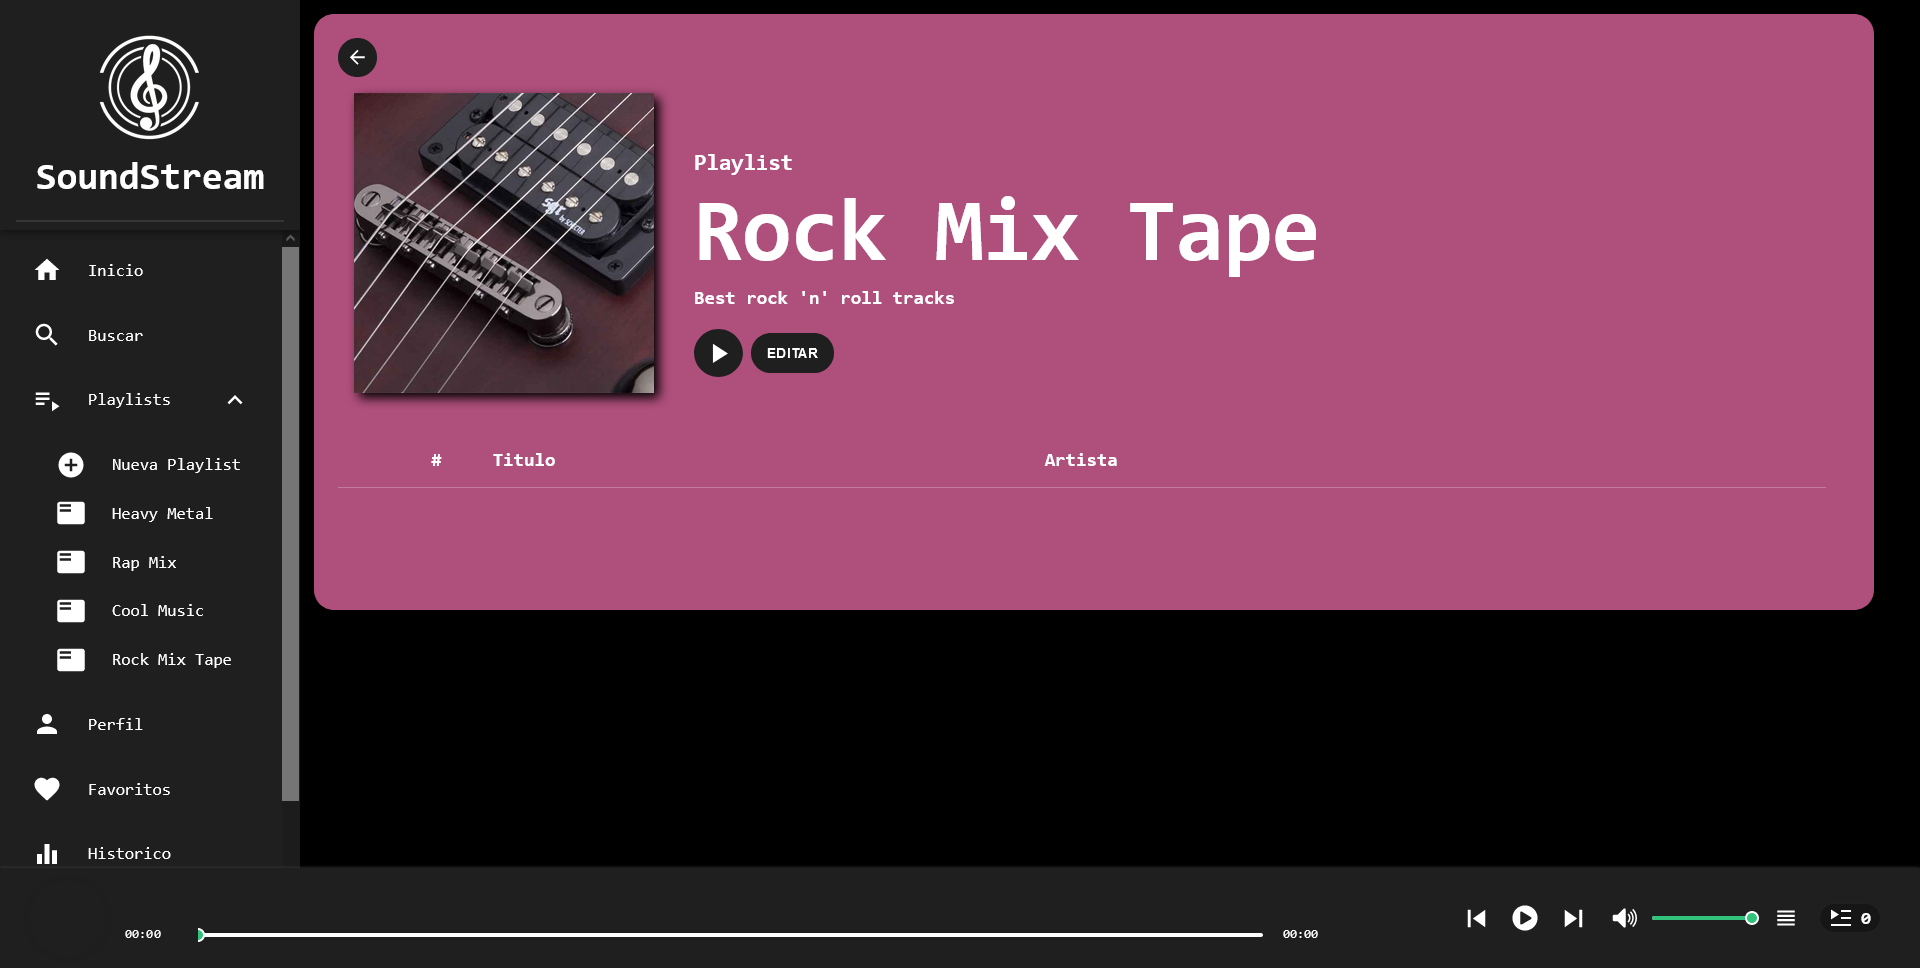 SoundStream
Inicio
Buscar
Playlists
Nueva Playlist
Heavy Metal
Rap Mix
Cool Music
Rock Mix Tape
Perfil
Favoritos
Historico
Playlist
Rock Mix Tape
Best rock 'n' roll tracks
EDITAR
# Titulo Artista
00:00
00:00
0